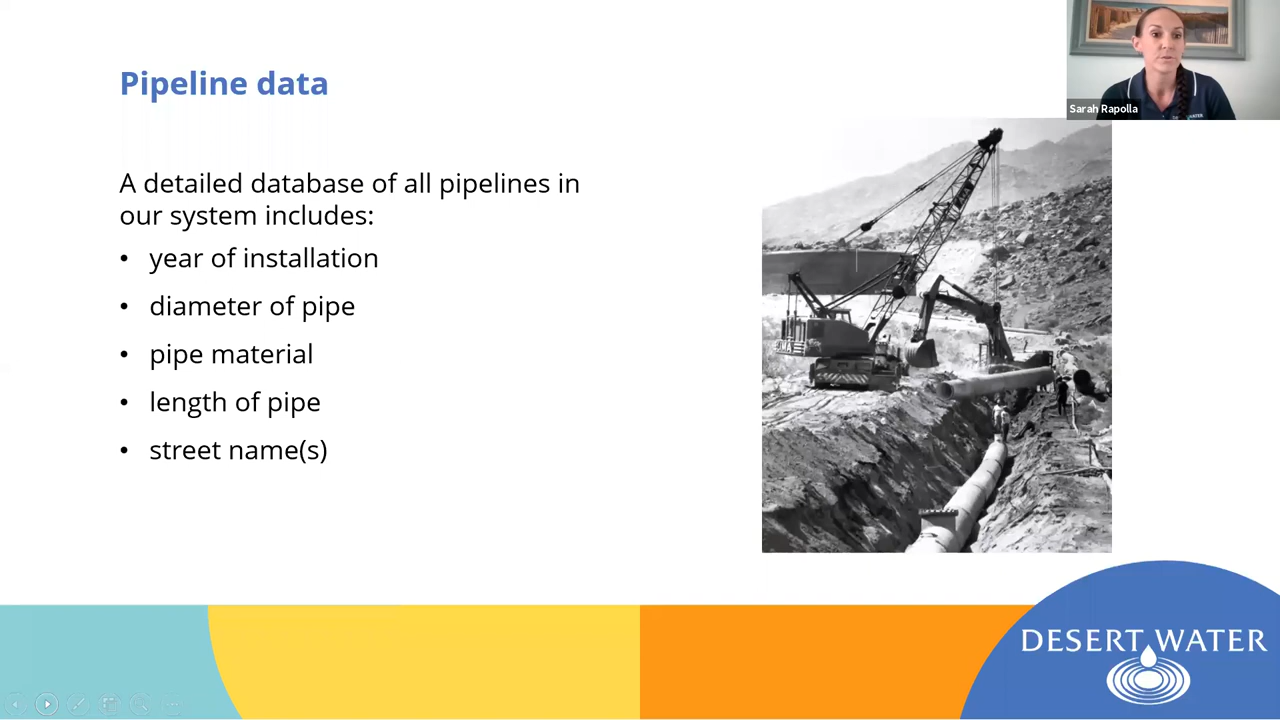 Pipeline data
Sarah Rapolla
A detailed database of all pipelines in
our system includes:
• year of installation
• diameter of pipe
• pipe material
• length of pipe
• street name(s)
DESERT WATER